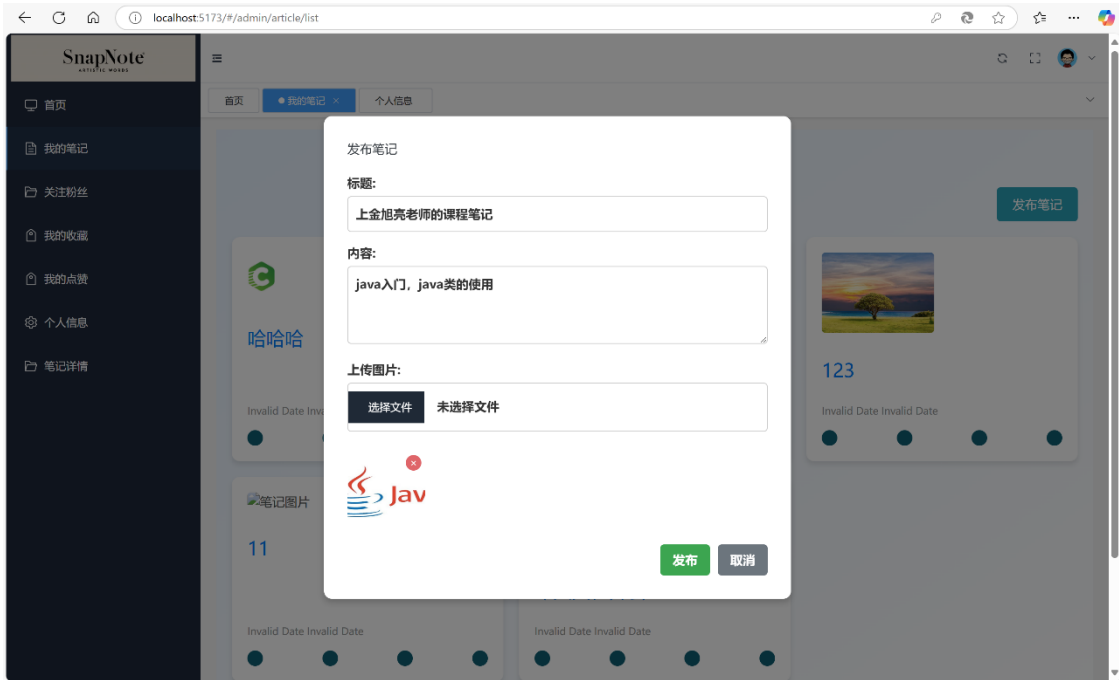 localhost:5173/#/admin/article/list
SnapNote
ARTISTIC WORDS
首页
我的笔记
关注粉丝
我的收藏
我的点赞
个人信息
笔记详情
首页
我的笔记 ×
个人信息
发布笔记
发布笔记
标题:
上金旭亮老师的课程笔记
内容:
java入门，java类的使用
上传图片:
选择文件 未选择文件
Jav
发布 取消
哈哈哈
Invalid Date Inva
123
Invalid Date Invalid Date
笔记图片
11
Invalid Date Invalid Date
Invalid Date Invalid Date